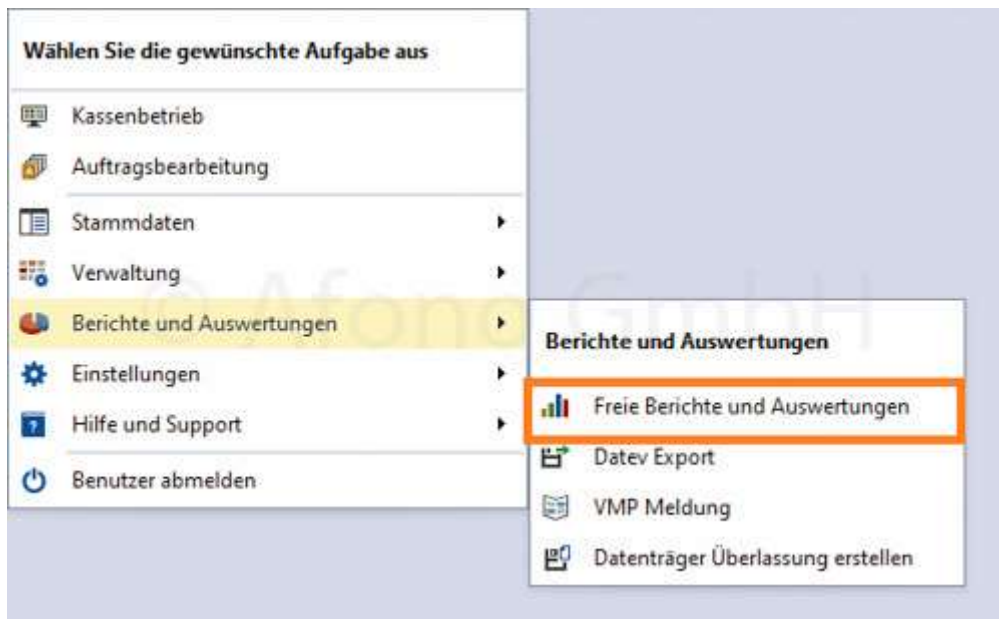 Wählen Sie die gewünschte Aufgabe aus
Kassenbetrieb
Auftragsbearbeitung
Stammdaten
Verwaltung
Berichte und Auswertungen
Einstellungen
Hilfe und Support
Benutzer abmelden
© Afono GmbH
Berichte und Auswertungen
Freie Berichte und Auswertungen
Datev Export
VMP Meldung
Datenträger Überlassung erstellen